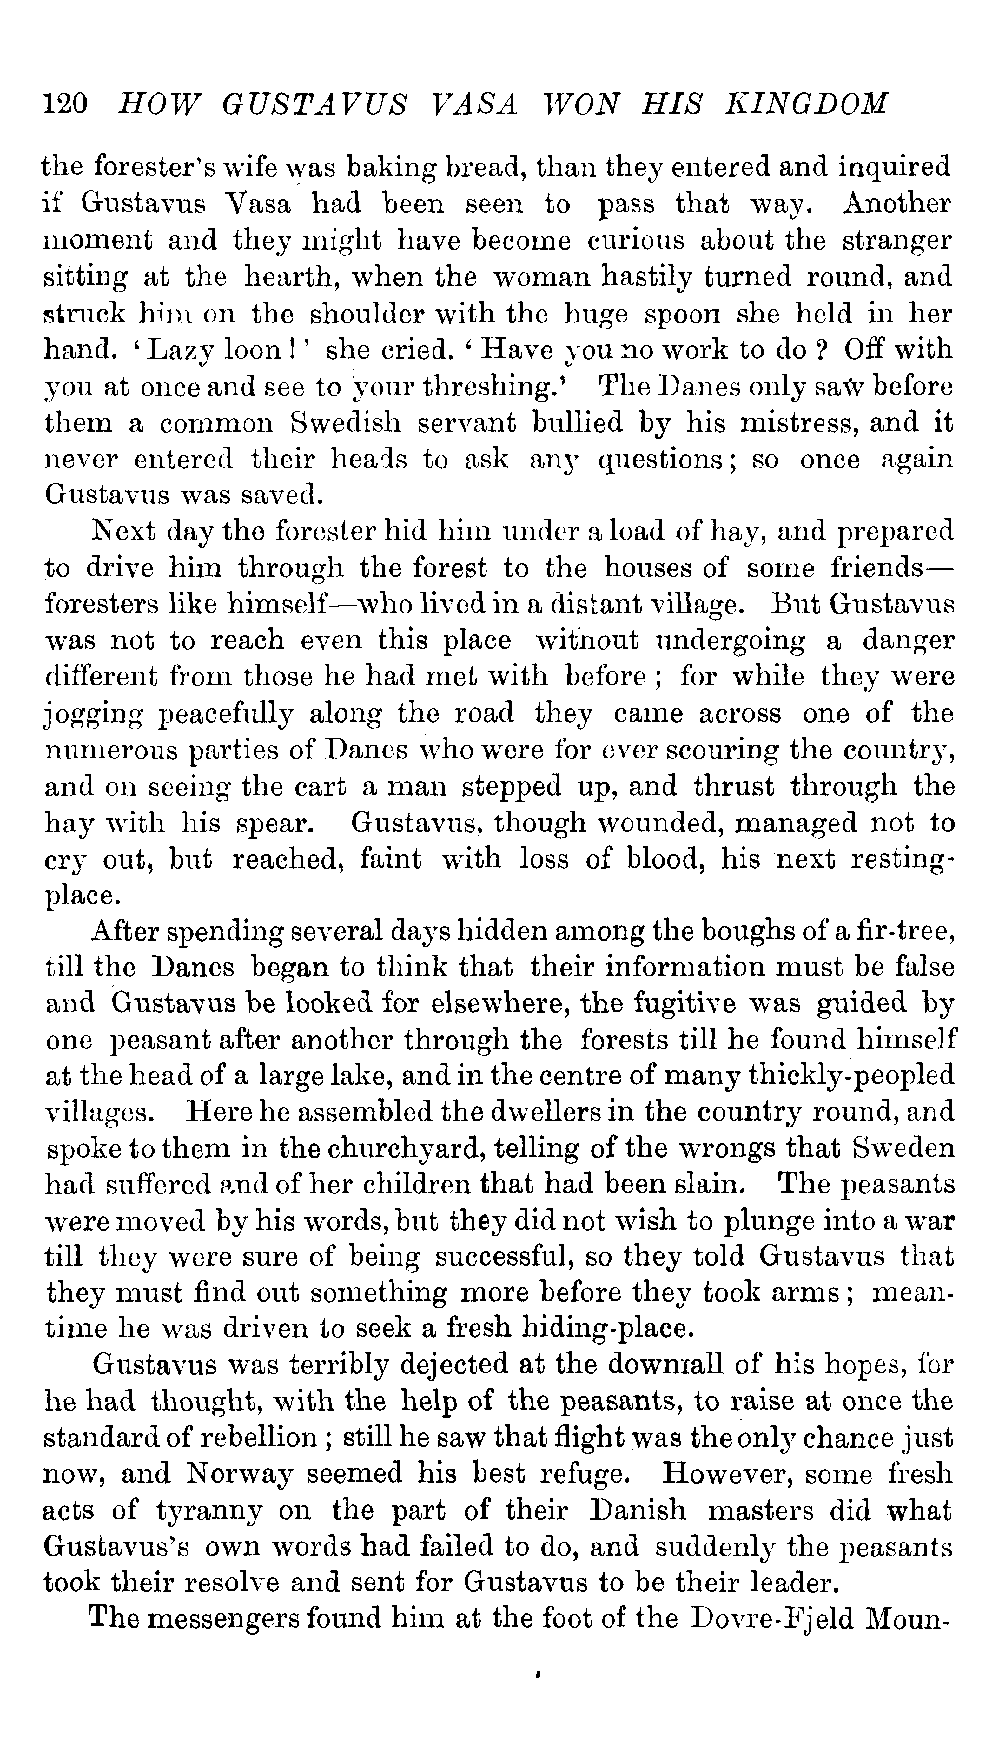 120 HOW GUSTAVUS VASA WON HIS KINGDOM
the forester's wife was baking bread, than they entered and inquired
if Gustavus Vasa had been seen to pass that way. Another
moment and they might have become curious about the stranger
sitting at the hearth, when the woman hastily turned round, and
struck him on the shoulder with the huge spoon she held in her
hand. ‘Lazy loon!’ she cried. ‘Have you no work to do? Off with
you at once and see to your threshing.’ The Danes only saw before
them a common Swedish servant bullied by his mistress, and it
never entered their heads to ask any questions; so once again
Gustavus was saved.
Next day the forester hid him under a load of hay, and prepared
to drive him through the forest to the houses of some friends—
foresters like himself—who lived in a distant village. But Gustavus
was not to reach even this place without undergoing a danger
different from those he had met with before; for while they were
jogging peacefully along the road they came across one of the
numerous parties of Danes who were for ever scouring the country,
and on seeing the cart a man stepped up, and thrust through the
hay with his spear. Gustavus, though wounded, managed not to
cry out, but reached, faint with loss of blood, his next resting-
place.
After spending several days hidden among the boughs of a fir-tree,
till the Danes began to think that their information must be false
and Gustavus be looked for elsewhere, the fugitive was guided by
one peasant after another through the forests till he found himself
at the head of a large lake, and in the centre of many thickly-peopled
villages. Here he assembled the dwellers in the country round, and
spoke to them in the churchyard, telling of the wrongs that Sweden
had suffered and of her children that had been slain. The peasants
were moved by his words, but they did not wish to plunge into a war
till they were sure of being successful, so they told Gustavus that
they must find out something more before they took arms; mean-
time he was driven to seek a fresh hiding-place.
Gustavus was terribly dejected at the downfall of his hopes, for
he had thought, with the help of the peasants, to raise at once the
standard of rebellion; still he saw that flight was the only chance just
now, and Norway seemed his best refuge. However, some fresh
acts of tyranny on the part of their Danish masters did what
Gustavus's own words had failed to do, and suddenly the peasants
took their resolve and sent for Gustavus to be their leader.
The messengers found him at the foot of the Dovre-Fjeld Moun-